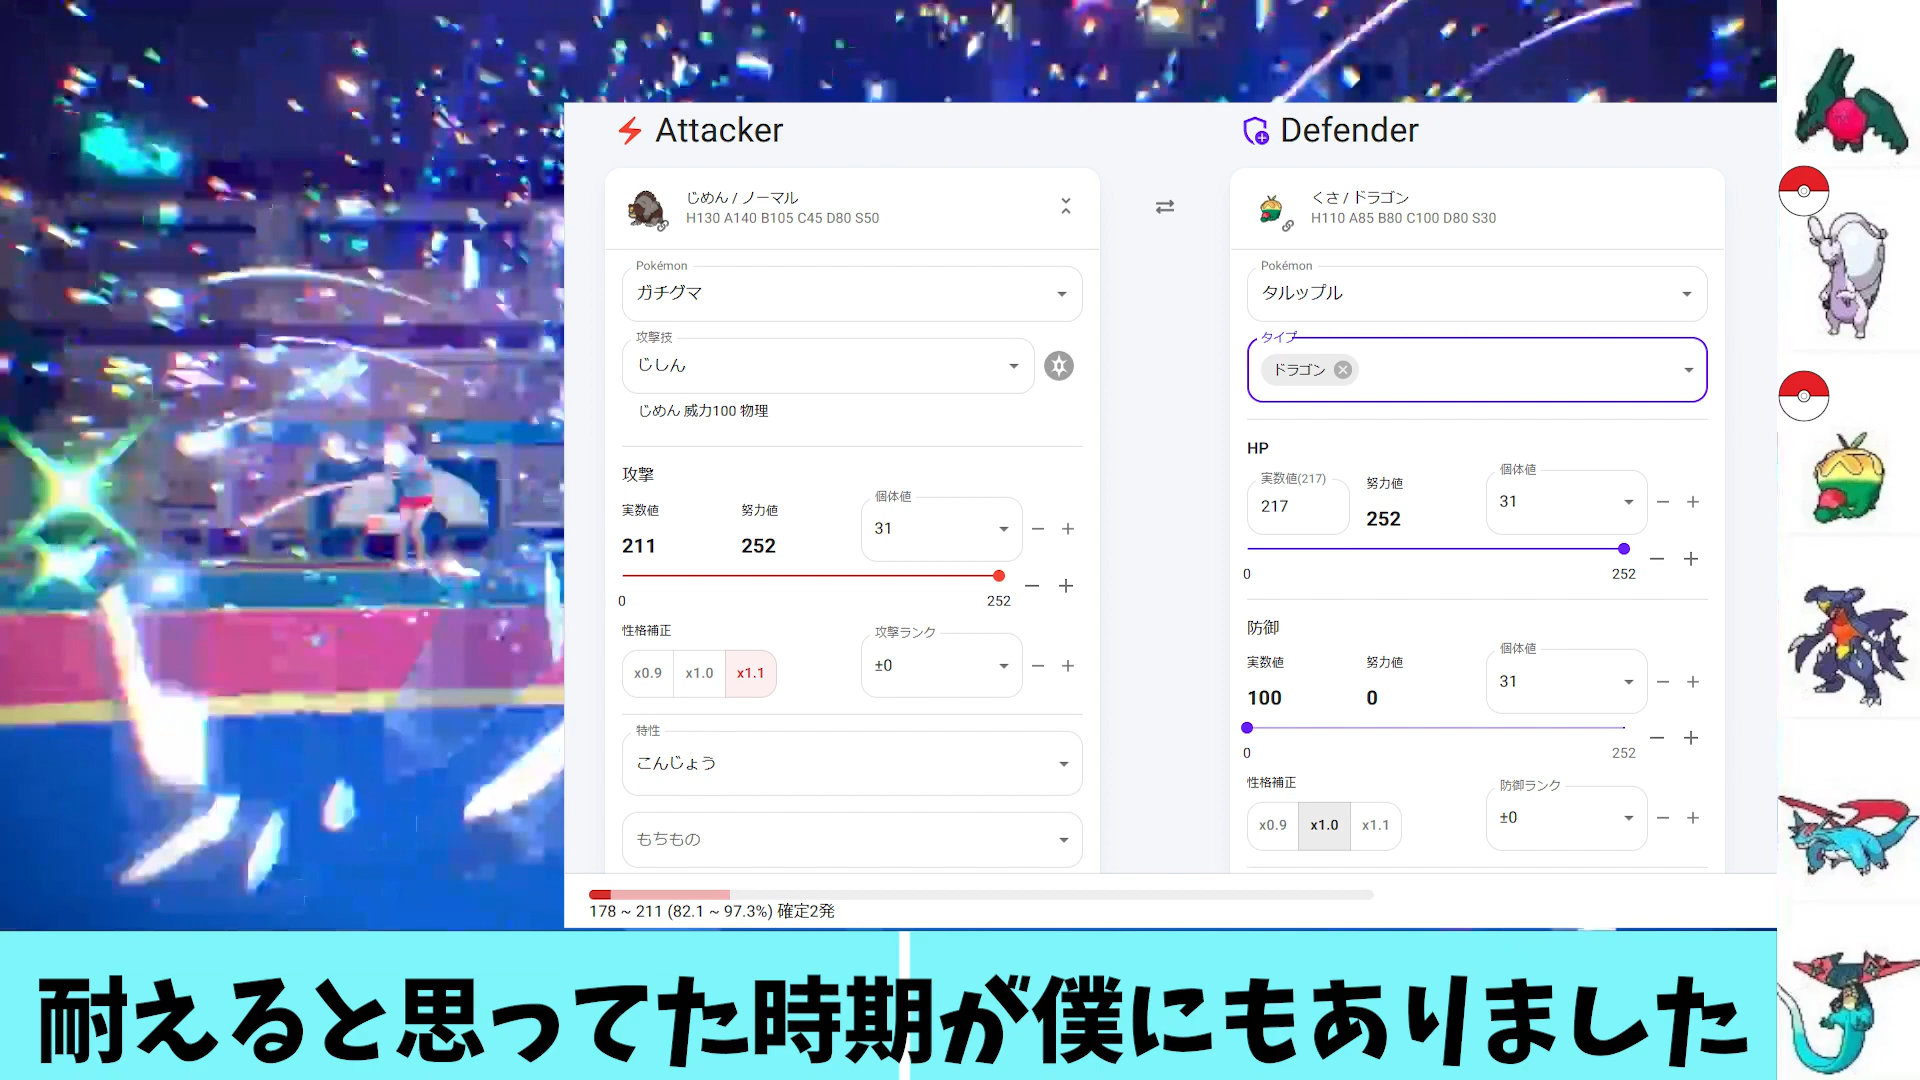 Attacker
じめん / ノーマル
H130 A140 B105 C45 D80 S50
Pokémon
ガチグマ
攻撃技
じしん
じめん 威力100 物理
攻撃
実数値
努力値
個体値
211
252
31
0
252
性格補正
攻撃ランク
x0.9
x1.0
x1.1
±0
特性
こんじょう
もちもの
Defender
くさ / ドラゴン
H110 A85 B80 C100 D80 S30
Pokémon
タルップル
タイプ
ドラゴン
HP
実数値(217)
努力値
個体値
217
252
31
0
252
防御
実数値
努力値
個体値
100
0
31
0
252
性格補正
防御ランク
x0.9
x1.0
x1.1
±0
178 ~ 211 (82.1 ~ 97.3%) 確定2発
耐えると思ってた時期が僕にもありました